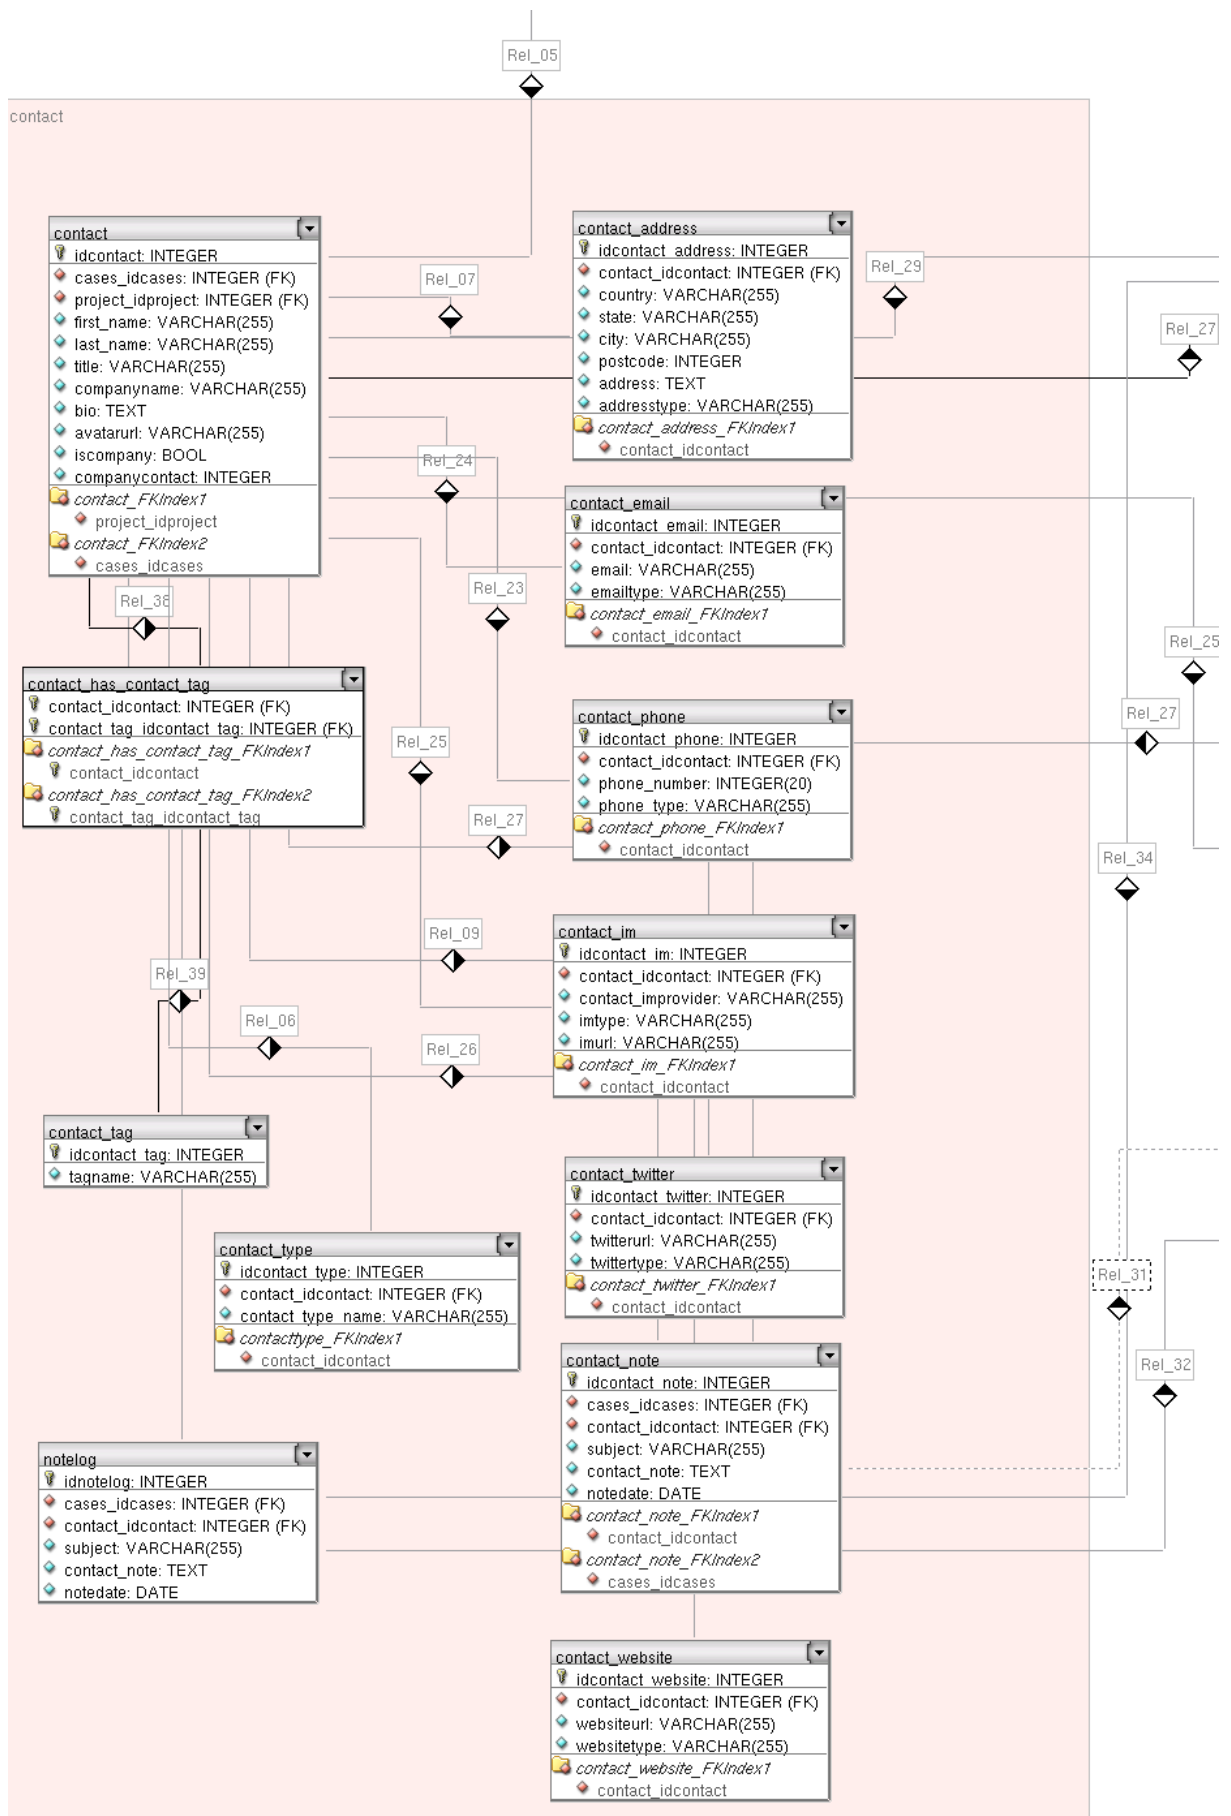 Rel_05
contact
contact
idcontact: INTEGER
cases_idcases: INTEGER (FK)
project_idproject: INTEGER (FK)
first_name: VARCHAR(255)
last_name: VARCHAR(255)
title: VARCHAR(255)
companyname: VARCHAR(255)
bio: TEXT
avatarurl: VARCHAR(255)
iscompany: BOOL
companycontact: INTEGER
contact_FKIndex1
project_idproject
contact_FKIndex2
cases_idcases
Rel_07
contact_address
idcontact_address: INTEGER
contact_idcontact: INTEGER (FK)
country: VARCHAR(255)
state: VARCHAR(255)
city: VARCHAR(255)
postcode: INTEGER
address: TEXT
addresstype: VARCHAR(255)
contact_address_FKIndex1
contact_idcontact
Rel_29
Rel_27
Rel_24
contact_email
idcontact_email: INTEGER
contact_idcontact: INTEGER (FK)
email: VARCHAR(255)
emailtype: VARCHAR(255)
contact_email_FKIndex1
contact_idcontact
Rel_38
Rel_23
Rel_25
contact_has_contact_tag
contact_idcontact: INTEGER (FK)
contact_tag_idcontact_tag: INTEGER (FK)
contact_has_contact_tag_FKIndex1
contact_idcontact
contact_has_contact_tag_FKIndex2
contact_tag_idcontact_tag
Rel_25
contact_phone
idcontact_phone: INTEGER
contact_idcontact: INTEGER (FK)
phone_number: INTEGER(20)
phone_type: VARCHAR(255)
contact_phone_FKIndex1
contact_idcontact
Rel_27
Rel_27
Rel_34
Rel_09
contact_im
idcontact_im: INTEGER
contact_idcontact: INTEGER (FK)
contact_improvider: VARCHAR(255)
imtype: VARCHAR(255)
imurl: VARCHAR(255)
contact_im_FKIndex1
contact_idcontact
Rel_39
Rel_06
Rel_26
contact_tag
idcontact_tag: INTEGER
tagname: VARCHAR(255)
contact_twitter
idcontact_twitter: INTEGER
contact_idcontact: INTEGER (FK)
twitterurl: VARCHAR(255)
twittertype: VARCHAR(255)
contact_twitter_FKIndex1
contact_idcontact
contact_type
idcontact_type: INTEGER
contact_idcontact: INTEGER (FK)
contact_type_name: VARCHAR(255)
contacttype_FKIndex1
contact_idcontact
Rel_31
Rel_32
contact_note
idcontact_note: INTEGER
cases_idcases: INTEGER (FK)
contact_idcontact: INTEGER (FK)
subject: VARCHAR(255)
contact_note: TEXT
notedate: DATE
contact_note_FKIndex1
contact_idcontact
contact_note_FKIndex2
cases_idcases
notelog
idnotelog: INTEGER
cases_idcases: INTEGER (FK)
contact_idcontact: INTEGER (FK)
subject: VARCHAR(255)
contact_note: TEXT
notedate: DATE
contact_website
idcontact_website: INTEGER
contact_idcontact: INTEGER (FK)
websiteurl: VARCHAR(255)
websitetype: VARCHAR(255)
contact_website_FKIndex1
contact_idcontact